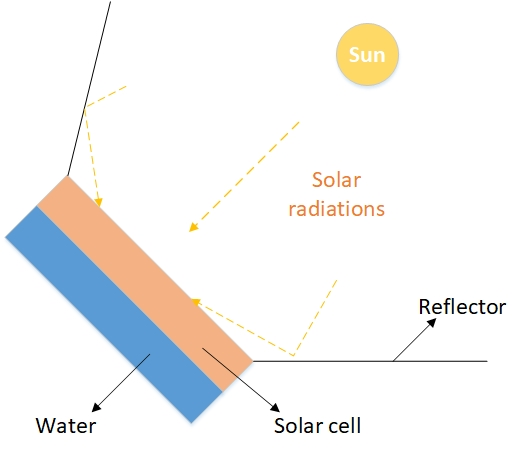 Sun
Solar
radiations
Reflector
Water
Solar cell